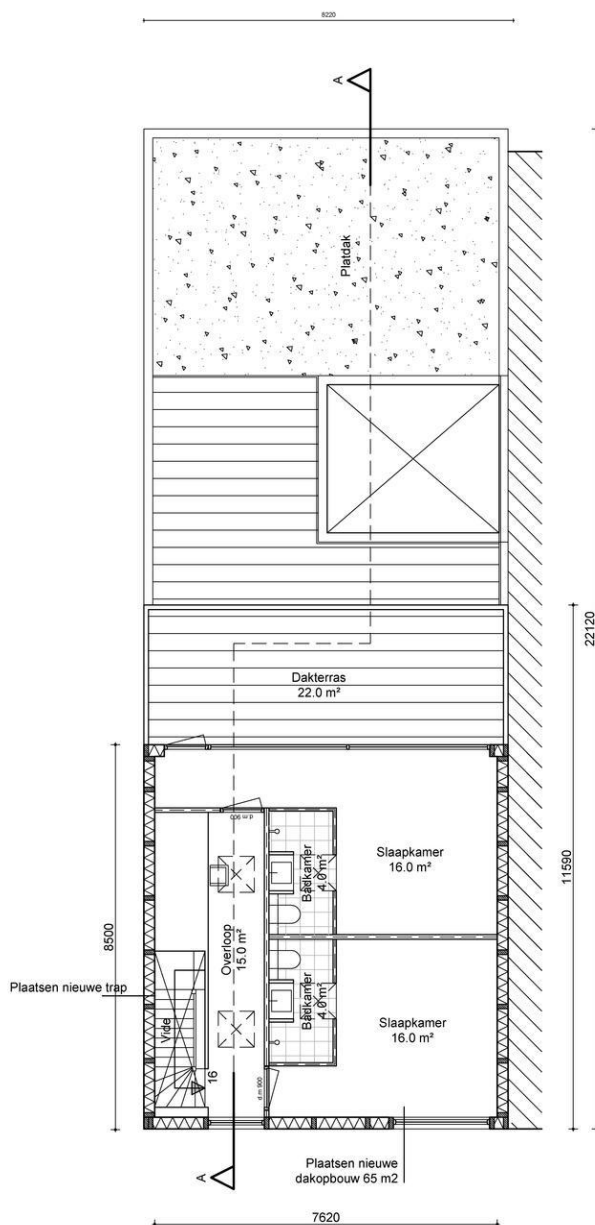 8220
A
Platdak
22120
Dakterras
22.0 m²
11590
8500
d.m 900
Slaapkamer
16.0 m²
Badkamer
4.0 m²
Overloop
15.0 m²
Plaatsen nieuwe trap
Vide
Badkamer
4.0 m²
Slaapkamer
16.0 m²
16
d.m 900
A
Plaatsen nieuwe
dakopbouw 65 m2
7620